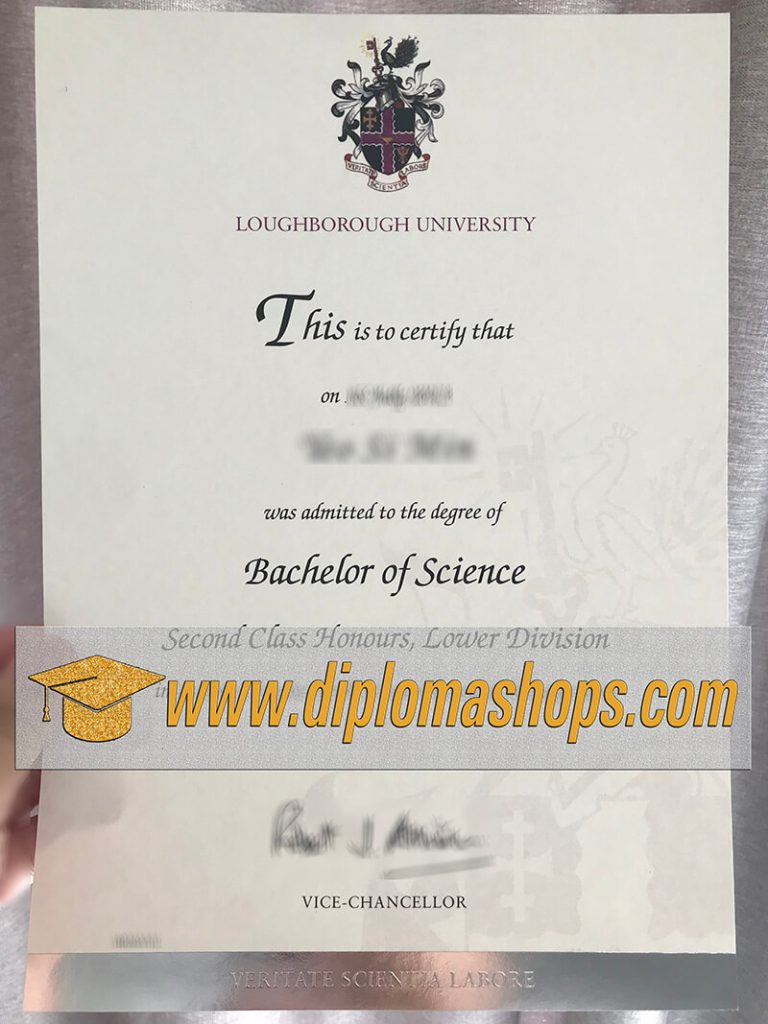 VERITATE SCIENTIA LABORE
LOUGHBOROUGH UNIVERSITY
This is to certify that
on
was admitted to the degree of
Bachelor of Science
Second Class Honours, Lower Division
in
www.diplomashops.com
VICE-CHANCELLOR
VERITATE SCIENTIA LABORE